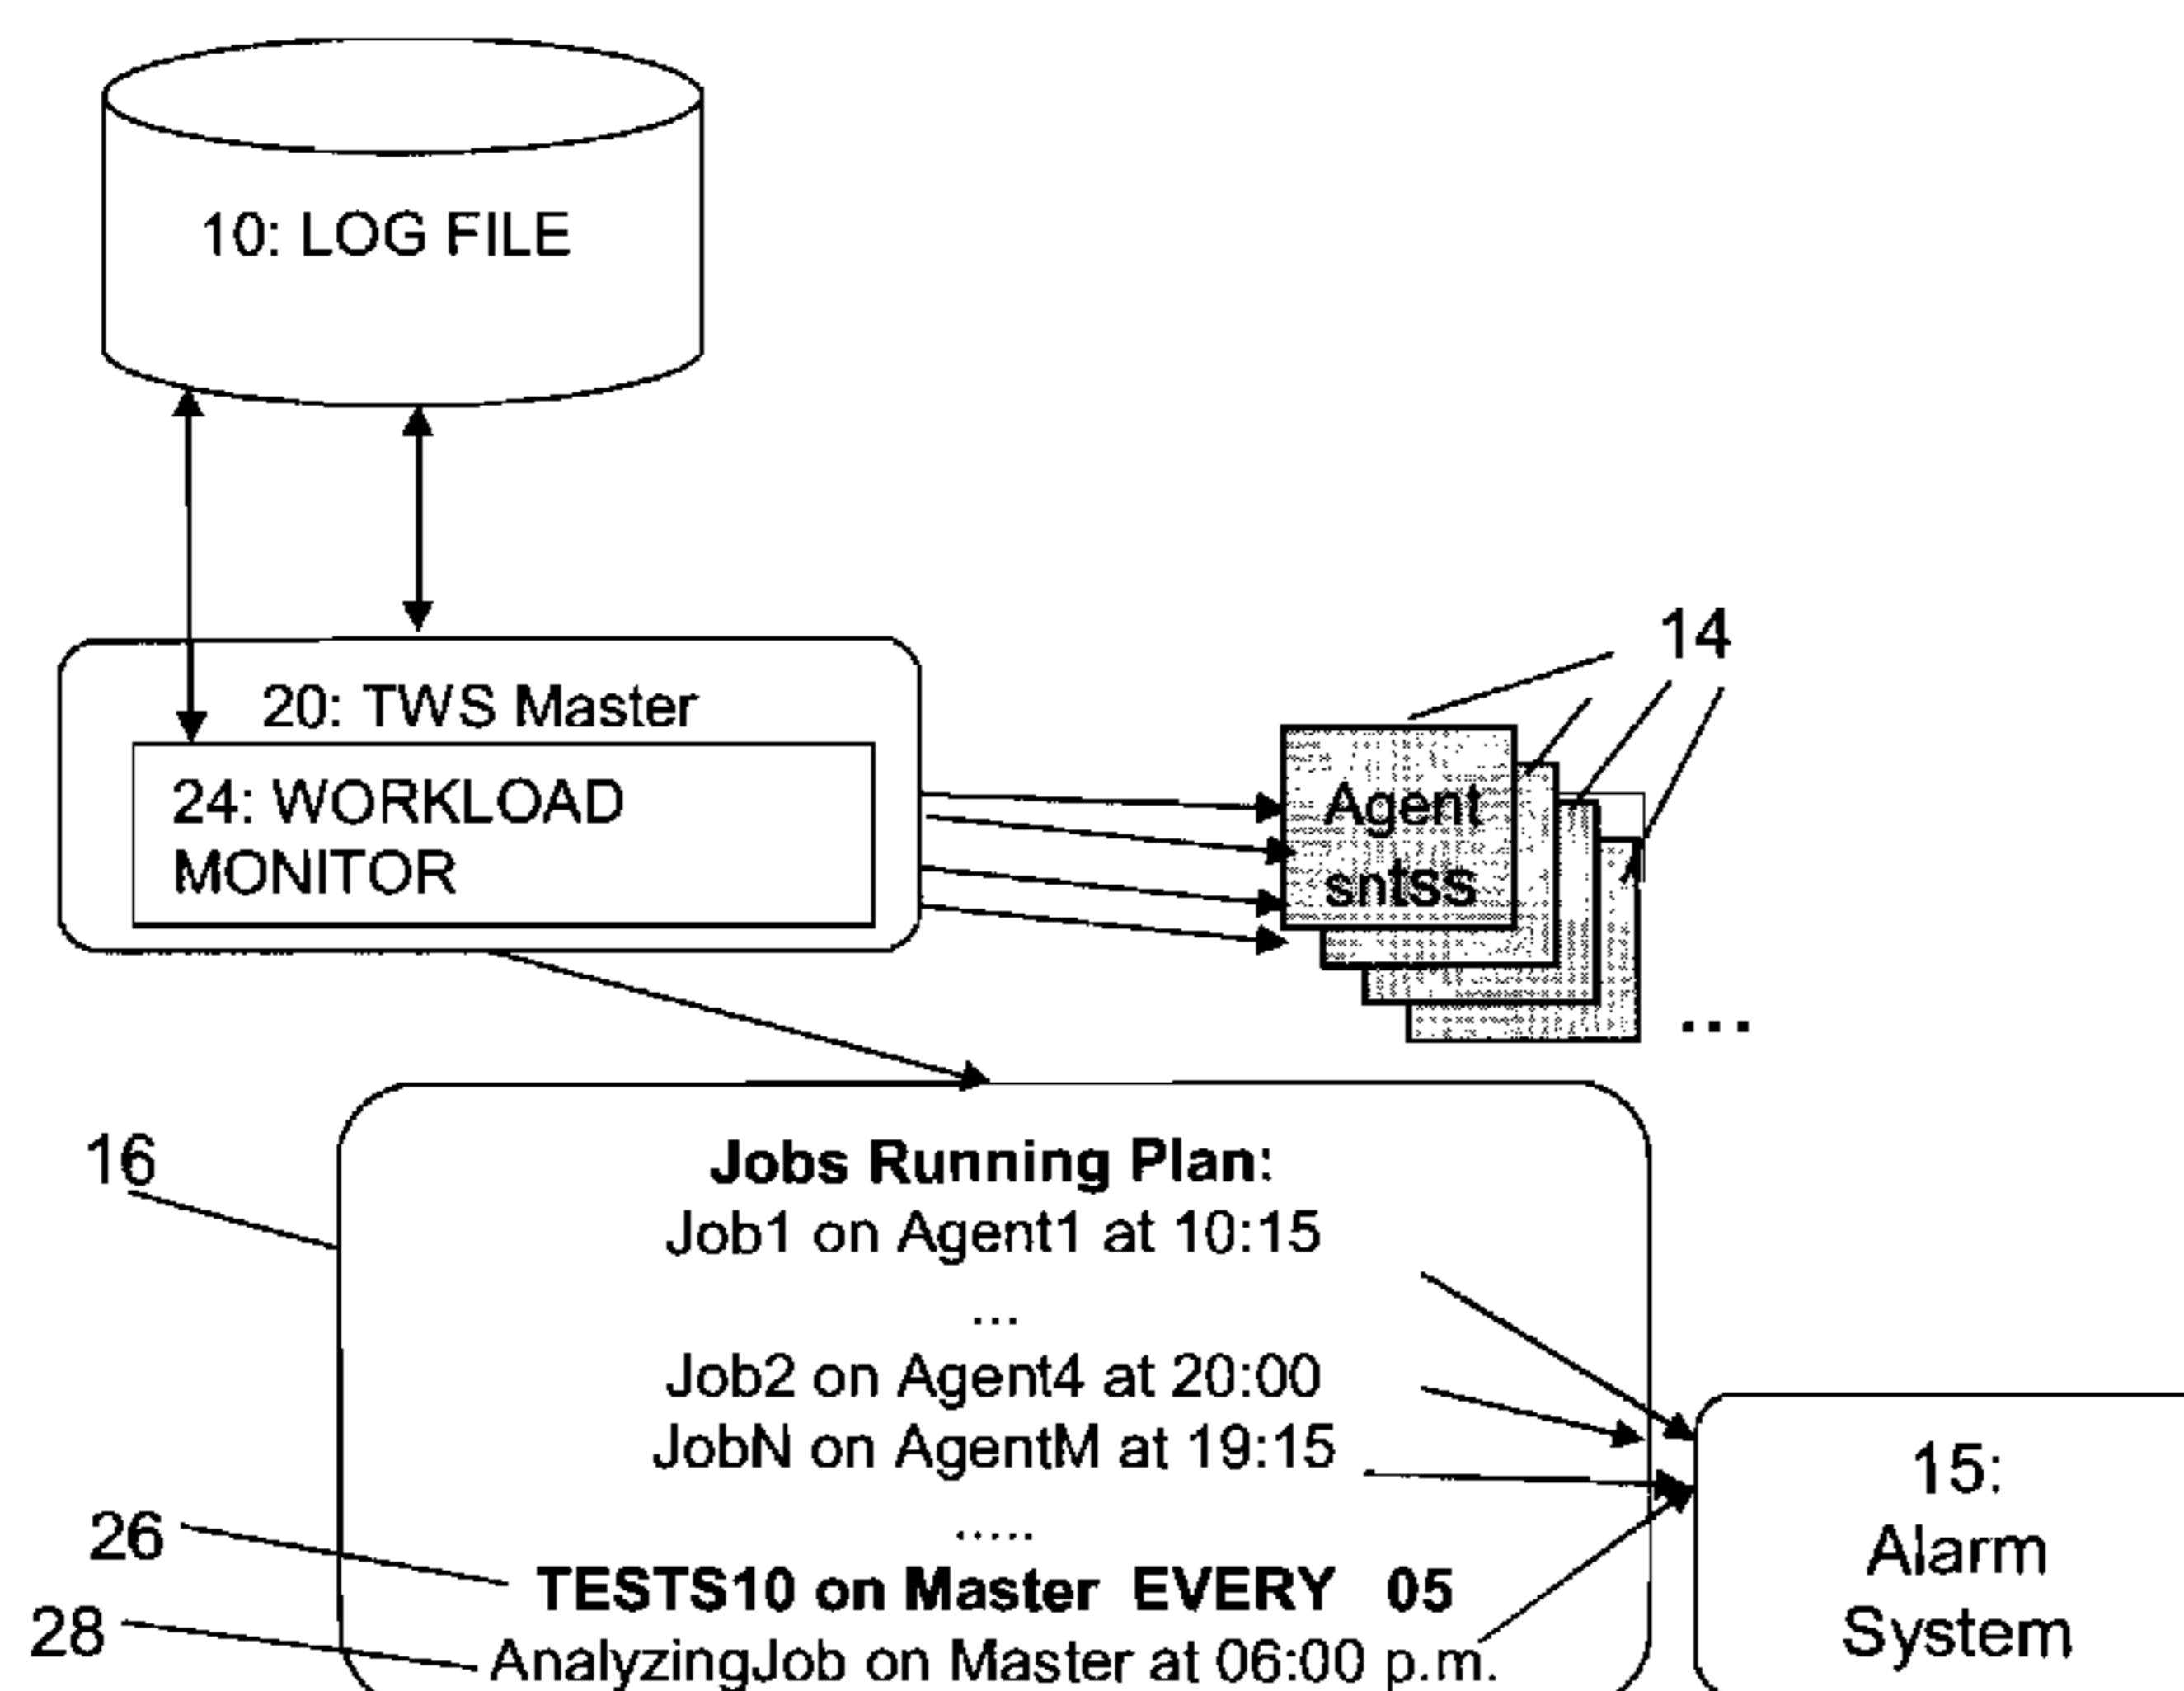 10: LOG FILE
14
20: TWS Master
24: WORKLOAD
MONITOR
Agent
sntss
...
16
Jobs Running Plan:
Job1 on Agent1 at 10:15
...
Job2 on Agent4 at 20:00
JobN on AgentM at 19:15
.....
26
TESTS10 on Master EVERY 05
28
AnalyzingJob on Master at 06:00 p.m.
15:
Alarm
System